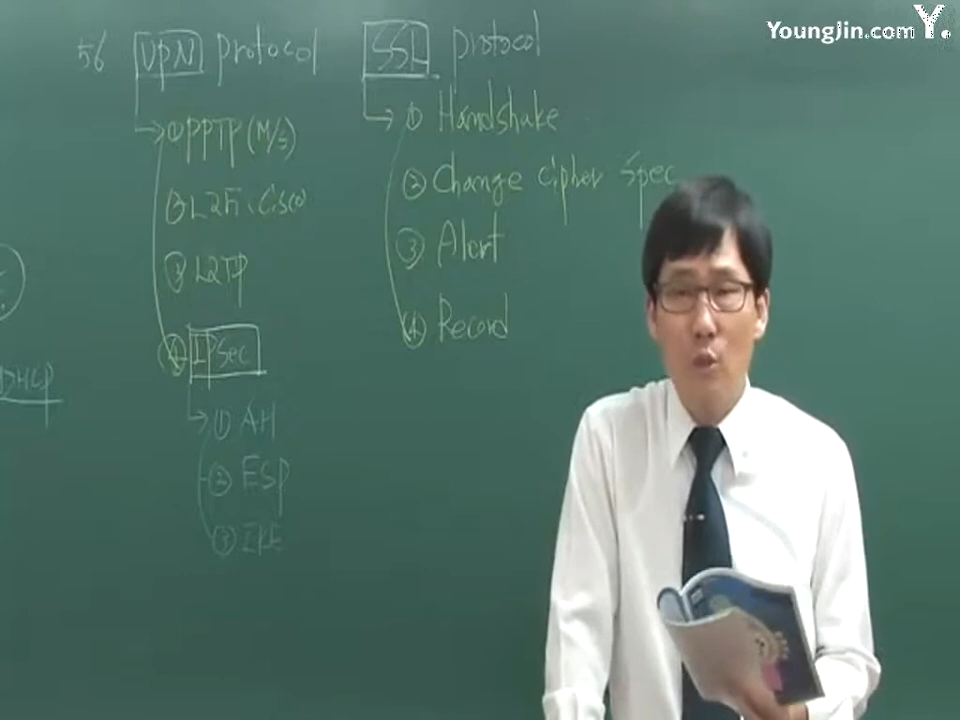 YoungJin.com Y.
56 VPN protocol
① PPTP (M/S)
② L2F : Cisco
③ L2TP
④ IPSec
① AH
② ESP
③ IKE
SSL protocol
① Handshake
② Change cipher spec
③ Alert
④ Record
DHCP